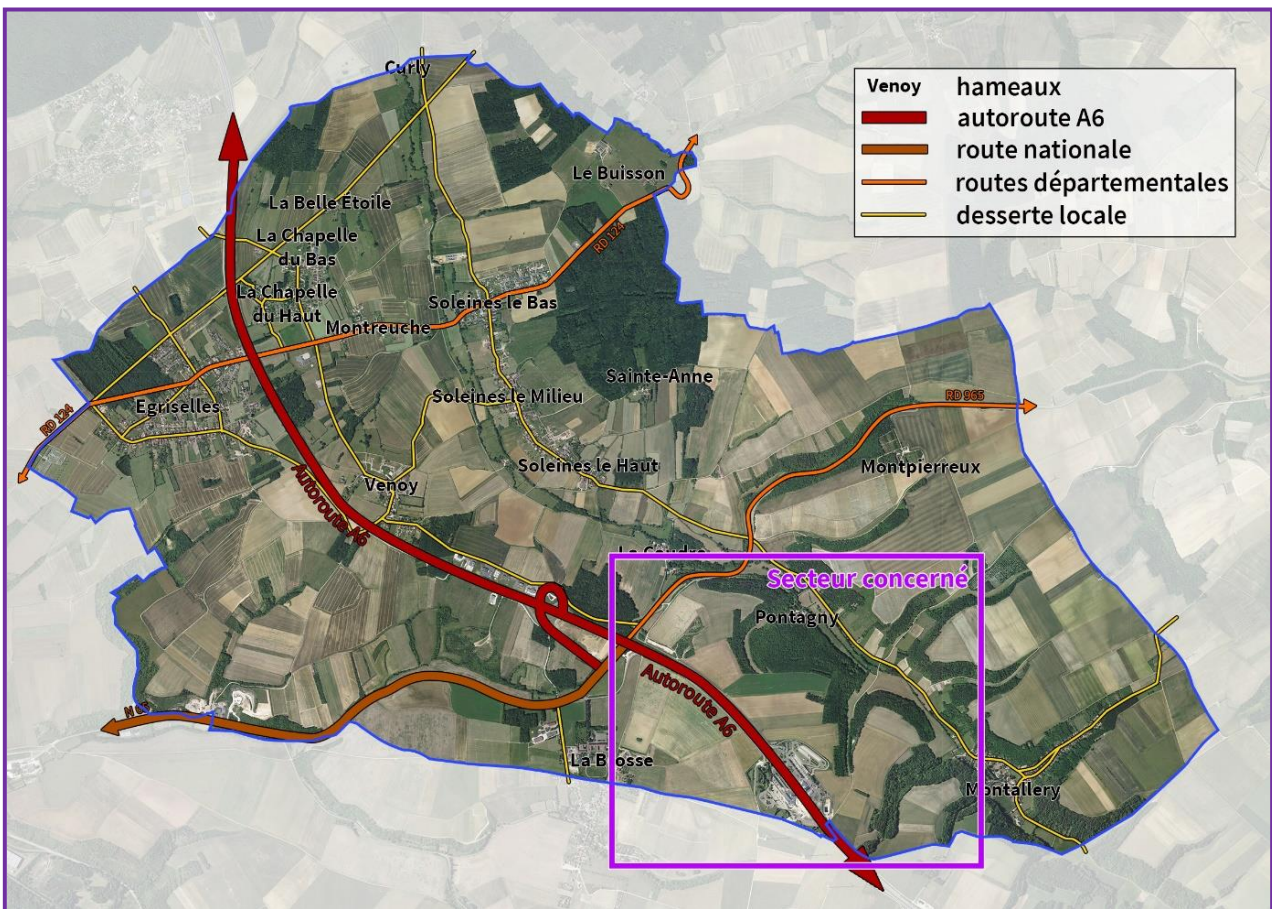 Curly
Venoy hameaux
autoroute A6
route nationale
routes départementales
desserte locale
Le Buisson
La Belle Étoile
La Chapelle
du Bas
RD 124
La Chapelle
du Haut
Soleines le Bas
Montreuche
Sainte-Anne
Soleines le Milieu
RD 965
Egriselles
RD 124
Soleines le Haut
Montpierreux
Venoy
Autoroute A6
La Coudre
Secteur concerné
Pontagny
Autoroute A6
La Brosse
Montallery